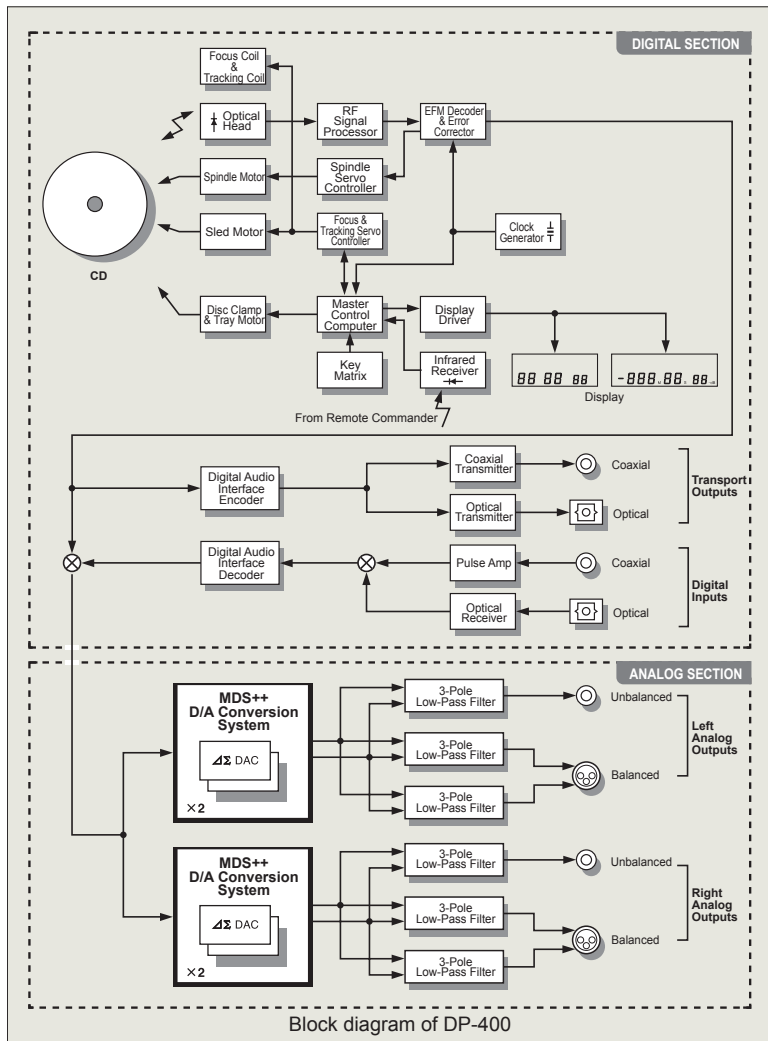 DIGITAL SECTION
Focus Coil
&
Tracking Coil
Optical
Head
RF
Signal
Processor
EFM Decoder
& Error
Corrector
Spindle Motor
Spindle
Servo
Controller
Sled Motor
Focus &
Tracking Servo
Controller
Clock
Generator
CD
Disc Clamp
& Tray Motor
Master
Control
Computer
Display
Driver
Key
Matrix
Infrared
Receiver
88 88 88
-888 M 88 S 88 dB
Display
From Remote Commander
Digital Audio
Interface
Encoder
Coaxial
Transmitter
Coaxial
Optical
Transmitter
Optical
Transport
Outputs
Digital Audio
Interface
Decoder
Pulse Amp
Coaxial
Optical
Receiver
Optical
Digital
Inputs
ANALOG SECTION
MDS++
D/A Conversion
System
ΔΣ DAC
×2
3-Pole
Low-Pass Filter
Unbalanced
3-Pole
Low-Pass Filter
Balanced
3-Pole
Low-Pass Filter
Left
Analog
Outputs
MDS++
D/A Conversion
System
ΔΣ DAC
×2
3-Pole
Low-Pass Filter
Unbalanced
3-Pole
Low-Pass Filter
Balanced
3-Pole
Low-Pass Filter
Right
Analog
Outputs
Block diagram of DP-400